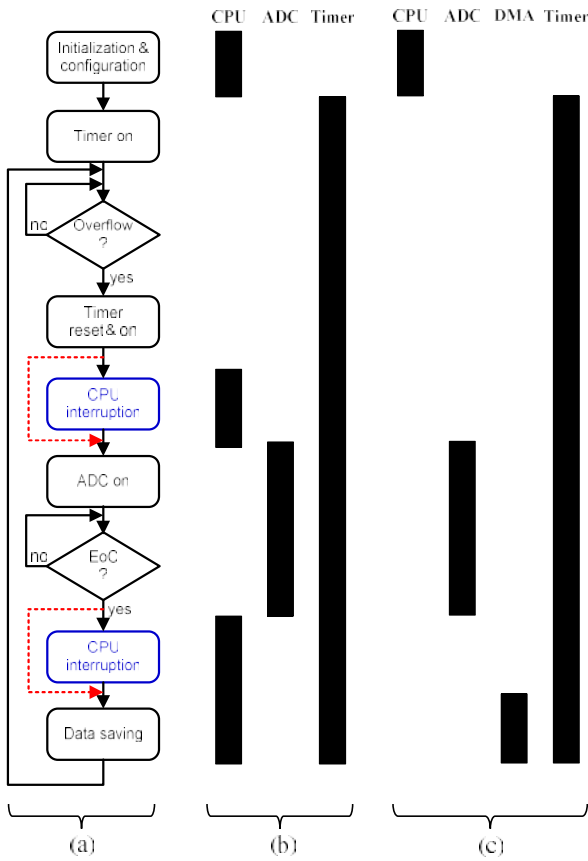 CPU ADC Timer
CPU ADC DMA Timer
Initialization &
configuration
Timer on
Overflow
?
no
yes
Timer
reset & on
CPU
interruption
ADC on
EoC
?
no
yes
CPU
interruption
Data saving
(a)
(b)
(c)